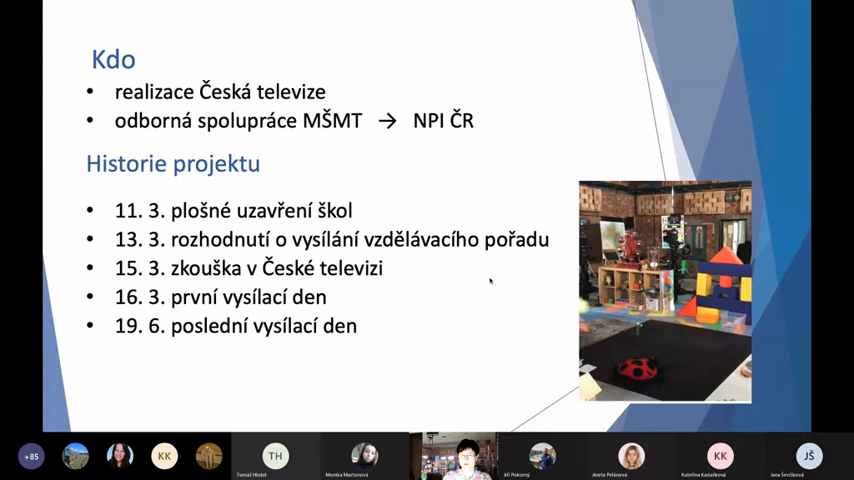 Kdo
• realizace Česká televize
• odborná spolupráce MŠMT → NPI ČR
Historie projektu
• 11. 3. plošné uzavření škol
• 13. 3. rozhodnutí o vysílání vzdělávacího pořadu
• 15. 3. zkouška v České televizi
• 16. 3. první vysílací den
• 19. 6. poslední vysílací den
+85
KK
TH
KK
JŠ
Tomáš Hlobil
Monika Martonová
Jiří Pokorný
Aneta Pelánová
Kateřina Kastaňková
Jana Ševčíková